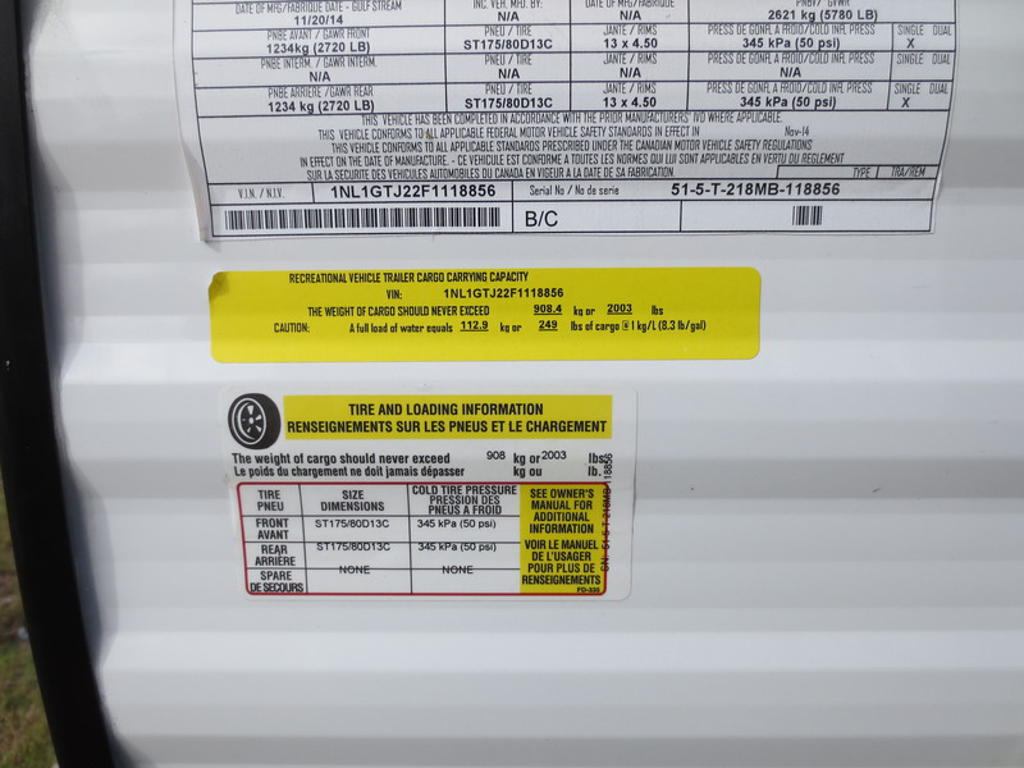 DATE OF MFG/FABRIQUE DATE - GULF STREAM INC. VEH. MFD. BY: DATE OF MFG/FABRIQUE PNBV/ GVWR
11/20/14 N/A N/A 2621 kg (5780 LB)
PNBE AVANT / GAWR FRONT PNEU / TIRE JANTE / RIMS PRESS DE GONFL A FROID/COLD INFL PRESS SINGLE DUAL
1234kg (2720 LB) ST175/80D13C 13 x 4.50 345 kPa (50 psi) X
PNBE INTERM. / GAWR INTERM. PNEU / TIRE JANTE / RIMS PRESS DE GONFL A FROID/COLD INFL PRESS SINGLE DUAL
N/A N/A N/A N/A
PNBE ARRIERE /GAWR REAR PNEU / TIRE JANTE / RIMS PRESS DE GONFL A FROID/COLD INFL PRESS SINGLE DUAL
1234 kg (2720 LB) ST175/80D13C 13 x 4.50 345 kPa (50 psi) X
THIS VEHICLE HAS BEEN COMPLETED IN ACCORDANCE WITH THE PRIOR MANUFACTURERS' IVD WHERE APPLICABLE.
THIS VEHICLE CONFORMS TO ALL APPLICABLE FEDERAL MOTOR VEHICLE SAFETY STANDARDS IN EFFECT IN Nov-14
THIS VEHICLE CONFORMS TO ALL APPLICABLE STANDARDS PRESCRIBED UNDER THE CANADIAN MOTOR VEHICLE SAFETY REGULATIONS
IN EFFECT ON THE DATE OF MANUFACTURE. - CE VEHICULE EST CONFORME A TOUTES LES NORMES QUI LUI SONT APPLICABLES EN VERTU DU REGLEMENT
SUR LA SECURITE DES VEHICULES AUTOMOBILES DU CANADA EN VIGEUR A LA DATE DE SA FABRICATION. TYPE TRA/REM
V.I.N. / N.I.V. 1NL1GTJ22F1118856 Serial No / No de serie 51-5-T-218MB-118856
B/C
RECREATIONAL VEHICLE TRAILER CARGO CARRYING CAPACITY
VIN: 1NL1GTJ22F1118856
THE WEIGHT OF CARGO SHOULD NEVER EXCEED 908.4 kg or 2003 lbs
CAUTION: A full load of water equals 112.9 kg or 249 lbs of cargo @ 1 kg/L (8.3 lb/gal)
TIRE AND LOADING INFORMATION
RENSEIGNEMENTS SUR LES PNEUS ET LE CHARGEMENT
The weight of cargo should never exceed 908 kg or 2003 lbs.
Le poids du chargement ne doit jamais dépasser kg ou lb.
TIRE
PNEU
SIZE
DIMENSIONS
COLD TIRE PRESSURE
PRESSION DES
PNEUS A FROID
FRONT
AVANT
ST175/80D13C 345 kPa (50 psi)
REAR
ARRIÈRE
ST175/80D13C 345 kPa (50 psi)
SPARE
DE SECOURS
NONE NONE
SEE OWNER'S
MANUAL FOR
ADDITIONAL
INFORMATION
VOIR LE MANUEL
DE L'USAGER
POUR PLUS DE
RENSEIGNEMENTS
FD-335
SN: 51-5-T-218MB-118856